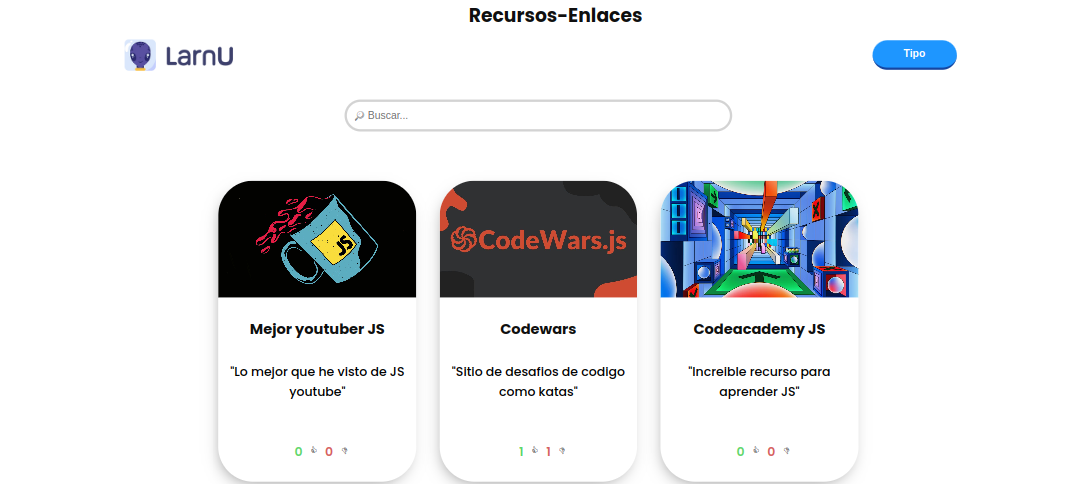 Recursos-Enlaces
LarnU
Tipo
Buscar...
JS
CodeWars.js
Mejor youtuber JS
Codewars
Codeacademy JS
"Lo mejor que he visto de JS
youtube"
"Sitio de desafios de codigo
como katas"
"Increible recurso para
aprender JS"
0 0
1 1
0 0